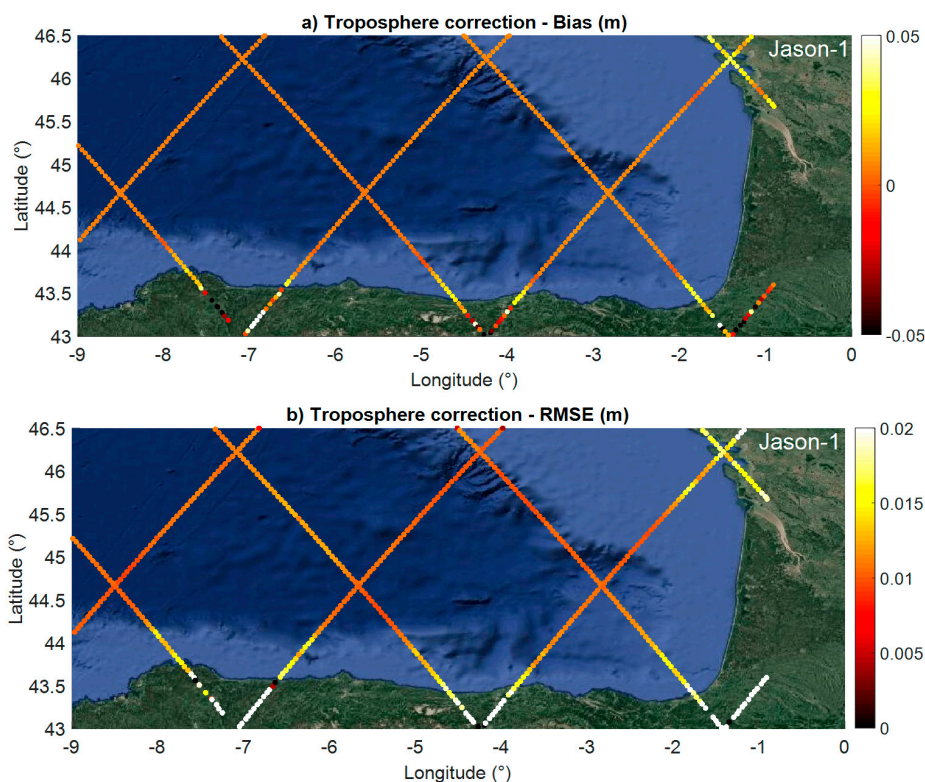 a) Troposphere correction - Bias (m)
Jason-1
46.5
46
45.5
45
44.5
44
43.5
43
Latitude (°)
-9 -8 -7 -6 -5 -4 -3 -2 -1 0
Longitude (°)
0.05
0
-0.05
b) Troposphere correction - RMSE (m)
Jason-1
46.5
46
45.5
45
44.5
44
43.5
43
Latitude (°)
-9 -8 -7 -6 -5 -4 -3 -2 -1 0
Longitude (°)
0.02
0.015
0.01
0.005
0